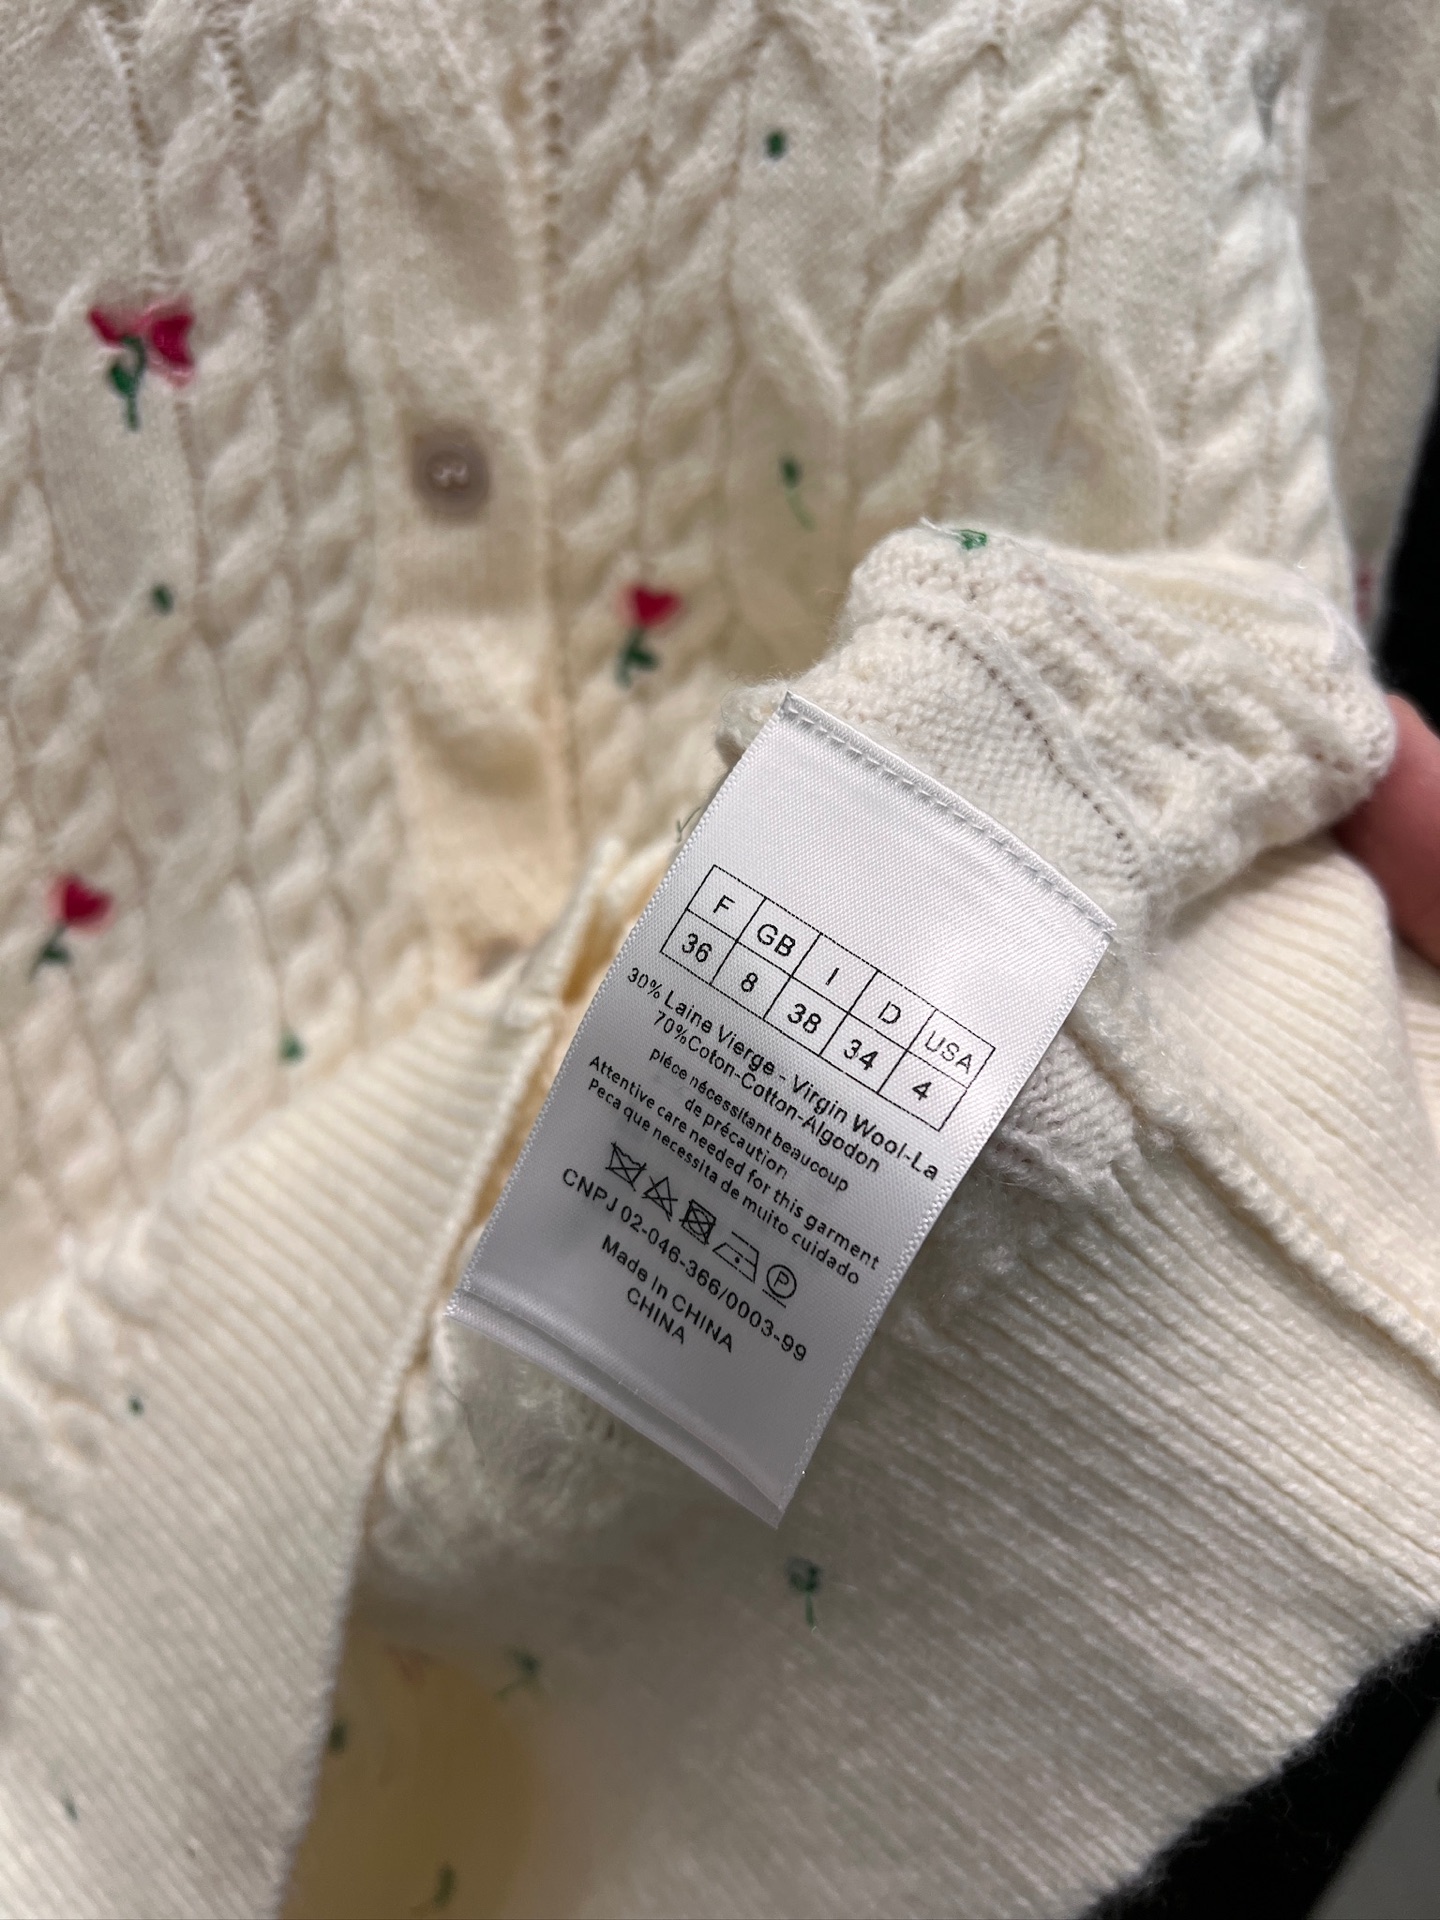 F GB I D USA
36 8 38 34 4
30% Laine Vierge - Virgin Wool-La
70%Coton-Cotton-Algodon
piéce nécessitant beaucoup
de précaution
Attentive care needed for this garment
Peca que necessita de muito cuidado
P
CNPJ 02-046-366/0003-99
Made In CHINA
CHINA